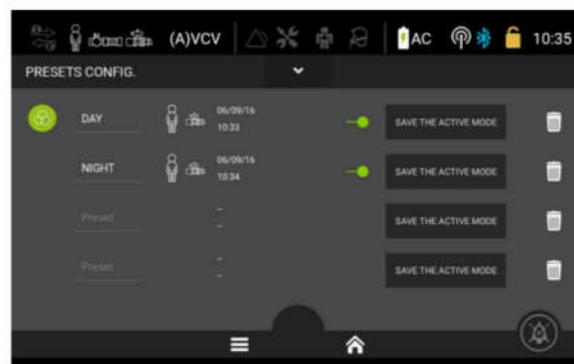 (A)VCV AC 10:35
PRESETS CONFIG.
DAY 06/09/16 10:33 SAVE THE ACTIVE MODE
NIGHT 06/09/16 10:34 SAVE THE ACTIVE MODE
Preset - - SAVE THE ACTIVE MODE
Preset - - SAVE THE ACTIVE MODE